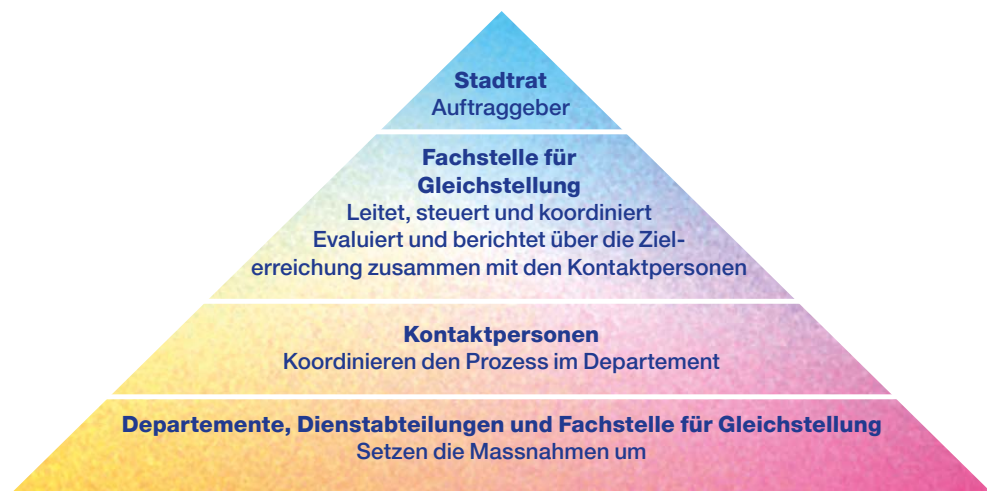 Stadtrat
Auftraggeber
Fachstelle für
Gleichstellung
Leitet, steuert und koordiniert
Evaluiert und berichtet über die Ziel-
erreichung zusammen mit den Kontaktpersonen
Kontaktpersonen
Koordinieren den Prozess im Departement
Departemente, Dienstabteilungen und Fachstelle für Gleichstellung
Setzen die Massnahmen um